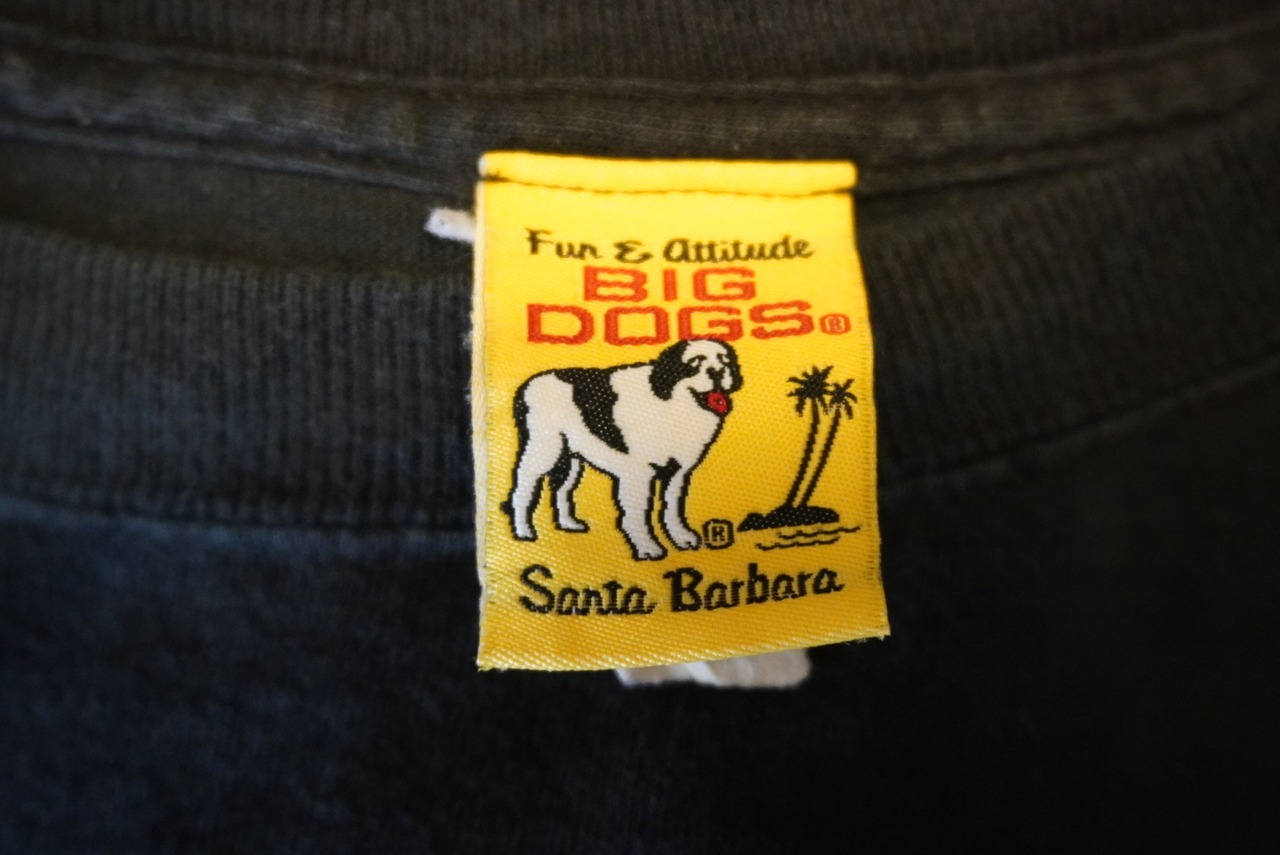 Fun & Attitude
BIG
DOGS®
®
Santa Barbara